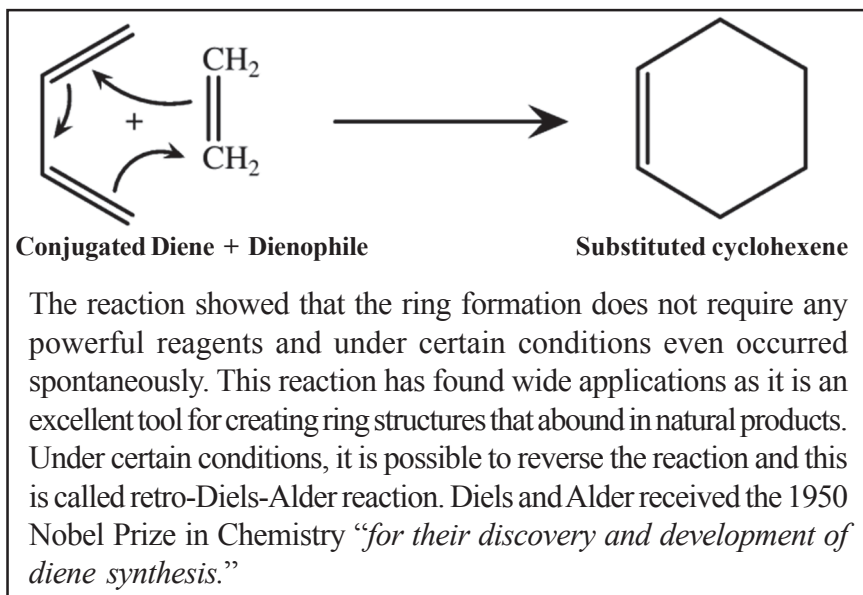 CH2
+
CH2
Conjugated Diene + Dienophile
Substituted cyclohexene
The reaction showed that the ring formation does not require any
powerful reagents and under certain conditions even occurred
spontaneously. This reaction has found wide applications as it is an
excellent tool for creating ring structures that abound in natural products.
Under certain conditions, it is possible to reverse the reaction and this
is called retro-Diels-Alder reaction. Diels and Alder received the 1950
Nobel Prize in Chemistry “for their discovery and development of
diene synthesis.”